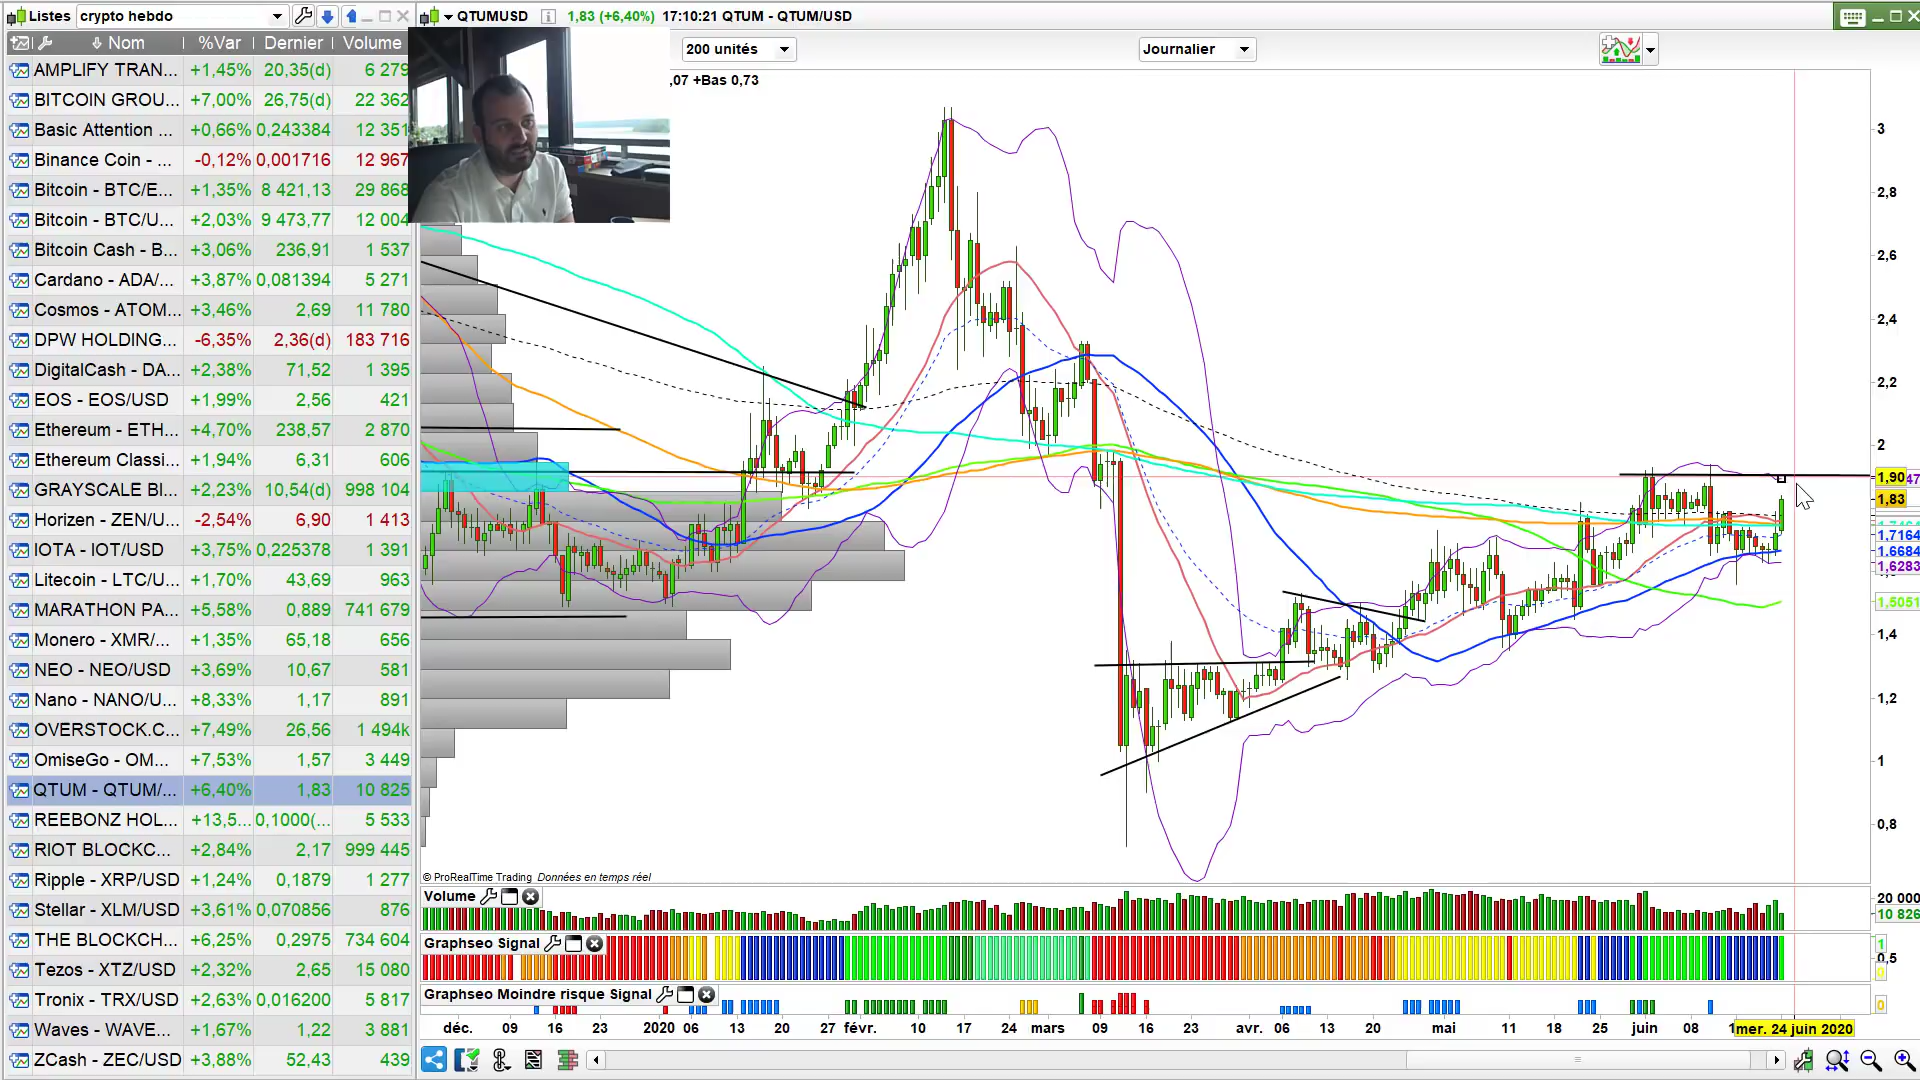 Listes crypto hebdo
Nom %Var Dernier Volume
AMPLIFY TRAN... +1,45% 20,35(d) 6 279
BITCOIN GROU... +7,00% 26,75(d) 22 362
Basic Attention ... +0,66% 0,243384 12 351
Binance Coin - ... -0,12% 0,001716 12 967
Bitcoin - BTC/E... +1,35% 8 421,13 29 868
Bitcoin - BTC/U... +2,03% 9 473,77 12 004
Bitcoin Cash - B... +3,06% 236,91 1 537
Cardano - ADA/... +3,87% 0,081394 5 271
Cosmos - ATOM... +3,46% 2,69 11 780
DPW HOLDING... -6,35% 2,36(d) 183 716
DigitalCash - DA... +2,38% 71,52 1 395
EOS - EOS/USD +1,99% 2,56 421
Ethereum - ETH... +4,70% 238,57 2 870
Ethereum Classi... +1,94% 6,31 606
GRAYSCALE BI... +2,23% 10,54(d) 998 104
Horizen - ZEN/U... -2,54% 6,90 1 413
IOTA - IOT/USD +3,75% 0,225378 1 391
Litecoin - LTC/U... +1,70% 43,69 963
MARATHON PA... +5,58% 0,889 741 679
Monero - XMR/... +1,35% 65,18 656
NEO - NEO/USD +3,69% 10,67 581
Nano - NANO/U... +8,33% 1,17 891
OVERSTOCK.C... +7,49% 26,56 1 494k
OmiseGo - OM... +7,53% 1,57 3 449
QTUM - QTUM/... +6,40% 1,83 10 825
REEBONZ HOL... +13,5... 0,1000(... 5 533
RIOT BLOCKC... +2,84% 2,17 999 445
Ripple - XRP/USD +1,24% 0,1879 1 277
Stellar - XLM/USD +3,61% 0,070856 876
THE BLOCKCH... +6,25% 0,2975 734 604
Tezos - XTZ/USD +2,32% 2,65 15 080
Tronix - TRX/USD +2,63% 0,016200 5 817
Waves - WAVE... +1,67% 1,22 3 881
ZCash - ZEC/USD +3,88% 52,43 439
QTUMUSD 1,83 (+6,40%) 17:10:21 QTUM - QTUM/USD
200 unités Journalier
,07 +Bas 0,73
3
2,8
2,6
2,4
2,2
2
1,90
47
1,83
1,7164
1,6684
1,6283
1,5051
1,4
1,2
1
0,8
© ProRealTime Trading Données en temps réel
Volume
20 000
10 826
Graphseo Signal
1
0,5
0
Graphseo Moindre risque Signal
0
déc. 09 16 23 2020 06 13 20 27 févr. 10 17 24 mars 09 16 23 avr. 06 13 20 mai 11 18 25 juin 08 mer. 24 juin 2020